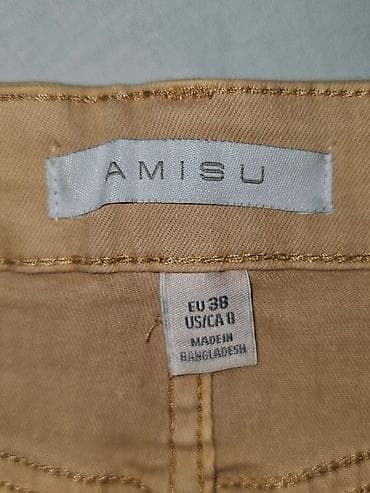 AMISU
EU 38
US/CA 8
MADE IN
BANGLADESH